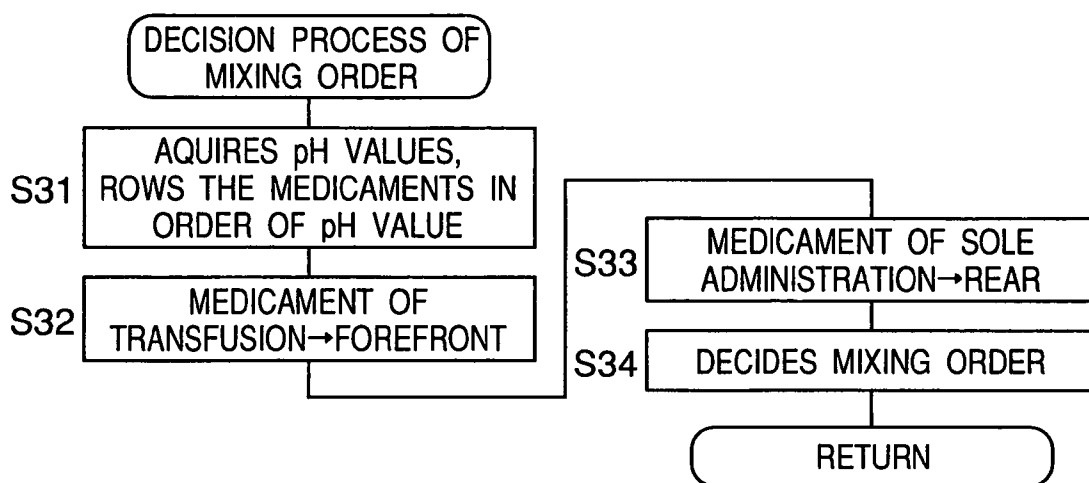 DECISION PROCESS OF
MIXING ORDER
S31
AQUIRES pH VALUES,
ROWS THE MEDICAMENTS IN
ORDER OF pH VALUE
S32
MEDICAMENT OF
TRANSFUSION→FOREFRONT
S33
MEDICAMENT OF SOLE
ADMINISTRATION→REAR
S34
DECIDES MIXING ORDER
RETURN